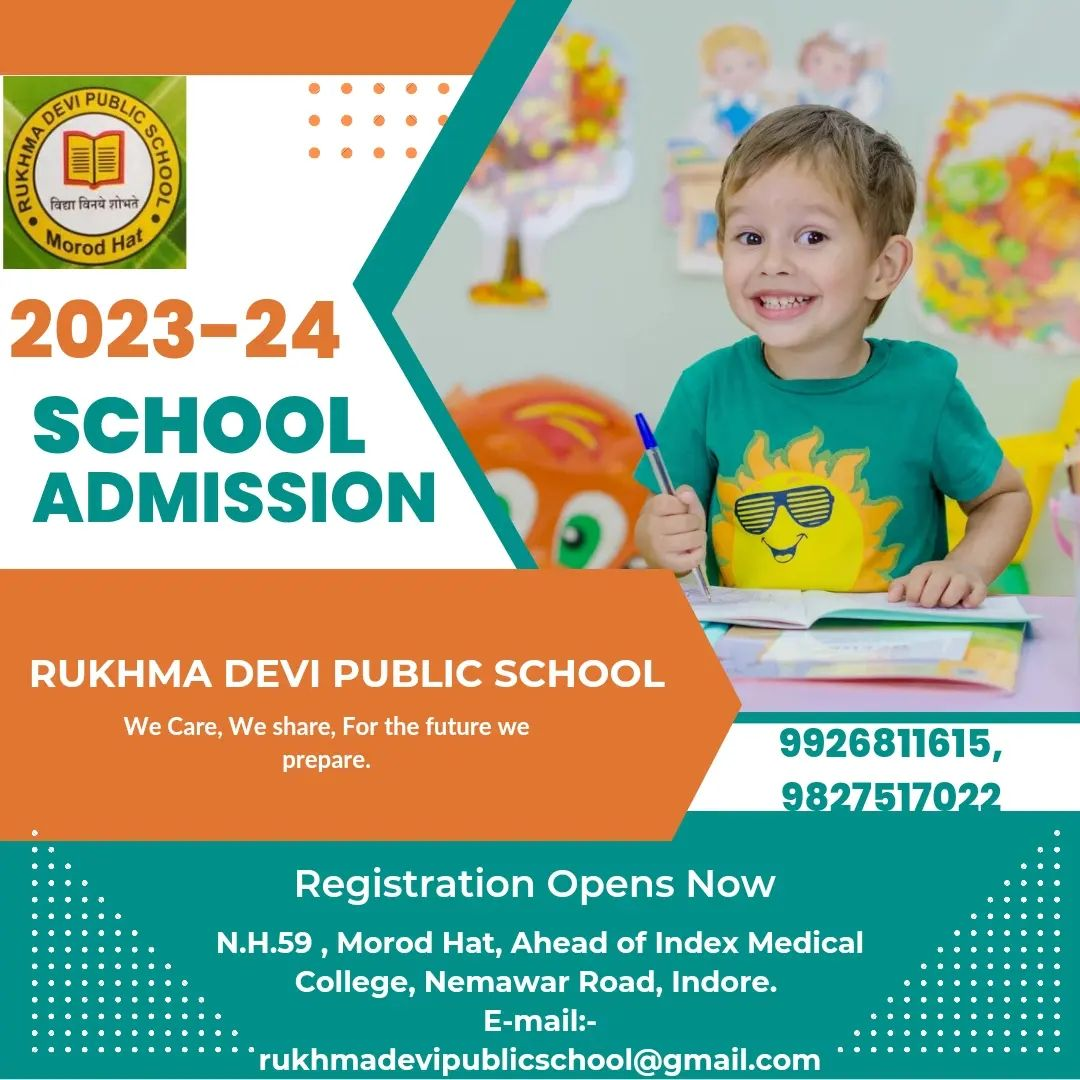 RUKHMA DEVI PUBLIC SCHOOL
विद्या विनये शोभते
Morod Hat
2023-24
SCHOOL
ADMISSION
RUKHMA DEVI PUBLIC SCHOOL
We Care, We share, For the future we
prepare.
9926811615,
9827517022
Registration Opens Now
N.H.59 , Morod Hat, Ahead of Index Medical
College, Nemawar Road, Indore.
E-mail:-
rukhmadevipublicschool@gmail.com